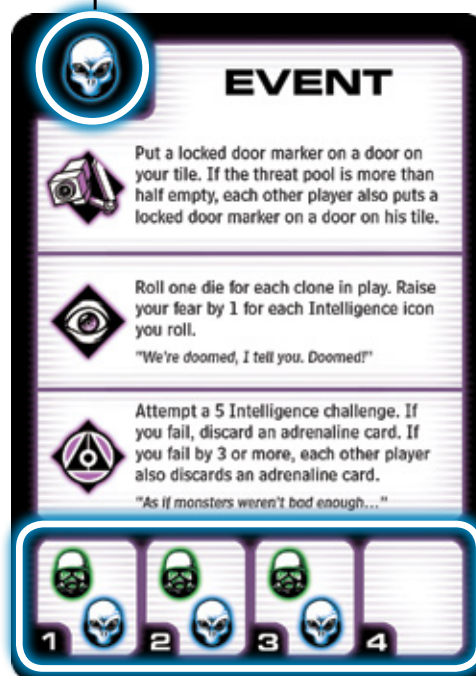 EVENT
Put a locked door marker on a door on
your tile. If the threat pool is more than
half empty, each other player also puts a
locked door marker on a door on his tile.
Roll one die for each clone in play. Raise
your fear by 1 for each Intelligence icon
you roll.
"We're doomed, I tell you. Doomed!"
Attempt a 5 Intelligence challenge. If
you fail, discard an adrenaline card. If
you fail by 3 or more, each other player
also discards an adrenaline card.
"As if monsters weren't bad enough..."
1 2 3 4